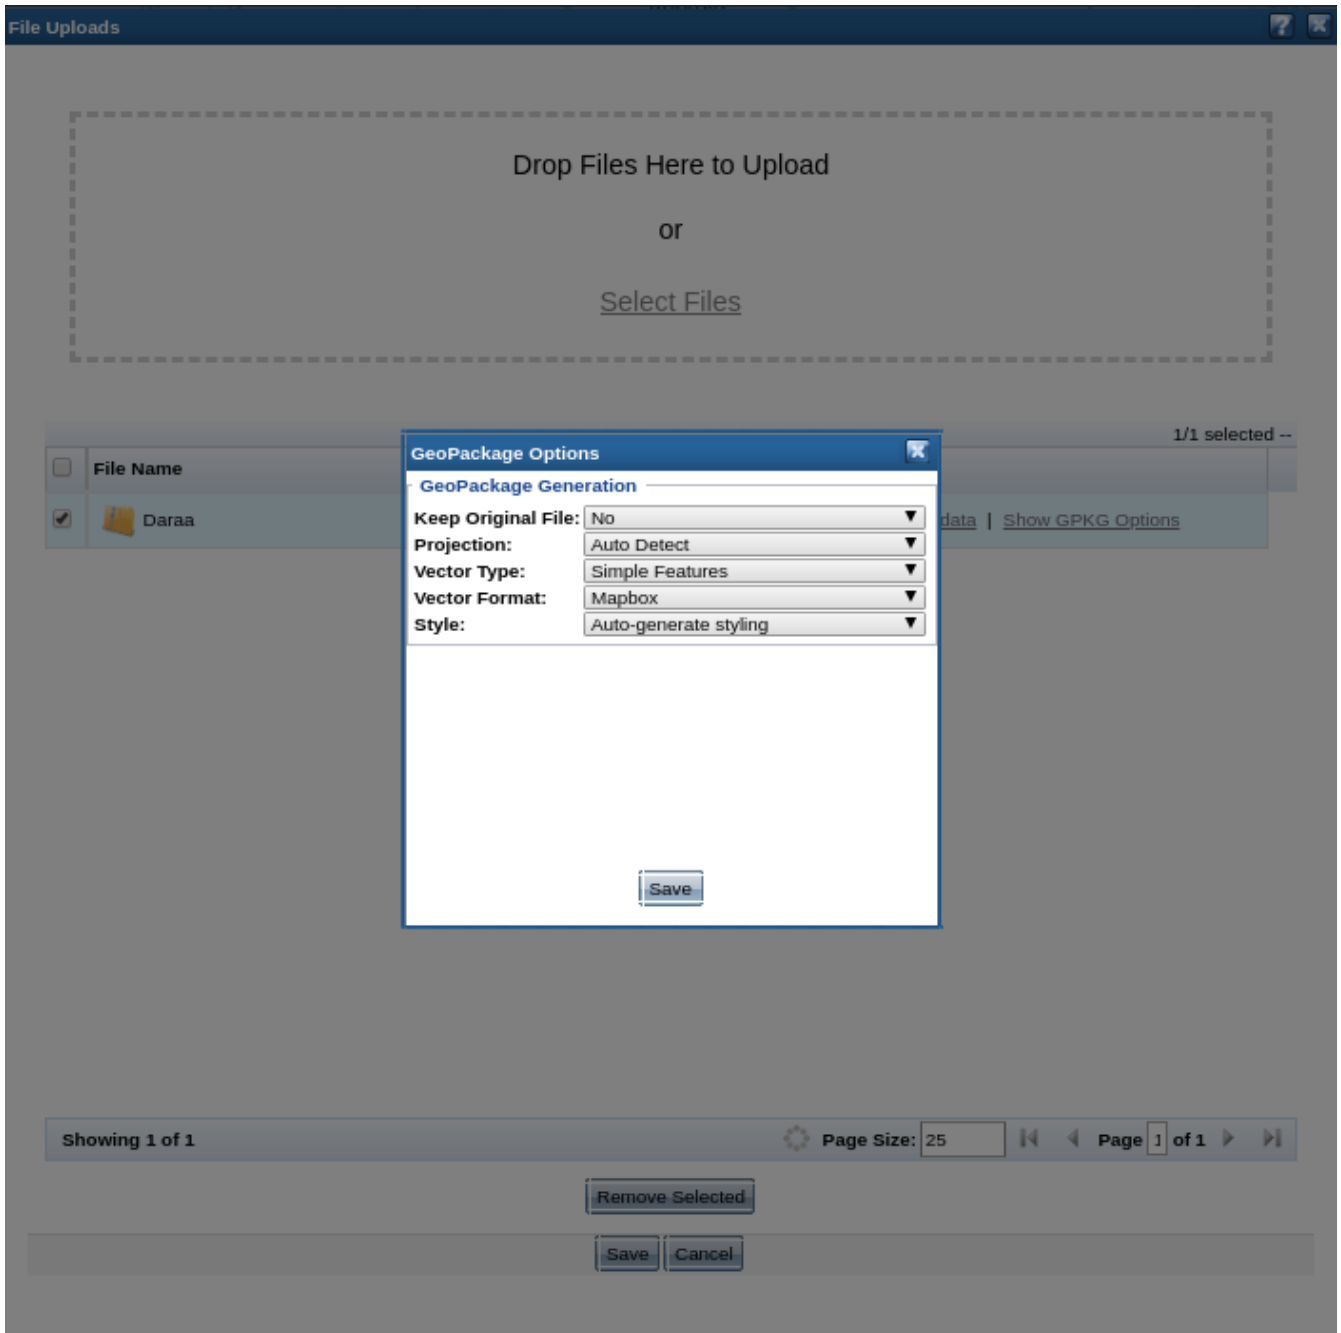 File Uploads
Drop Files Here to Upload
or
Select Files
1/1 selected --
File Name
Daraa
data | Show GPKG Options
GeoPackage Options
GeoPackage Generation
Keep Original File: No
Projection: Auto Detect
Vector Type: Simple Features
Vector Format: Mapbox
Style: Auto-generate styling
Save
Showing 1 of 1
Page Size: 25
Page 1 of 1
Remove Selected
Save Cancel